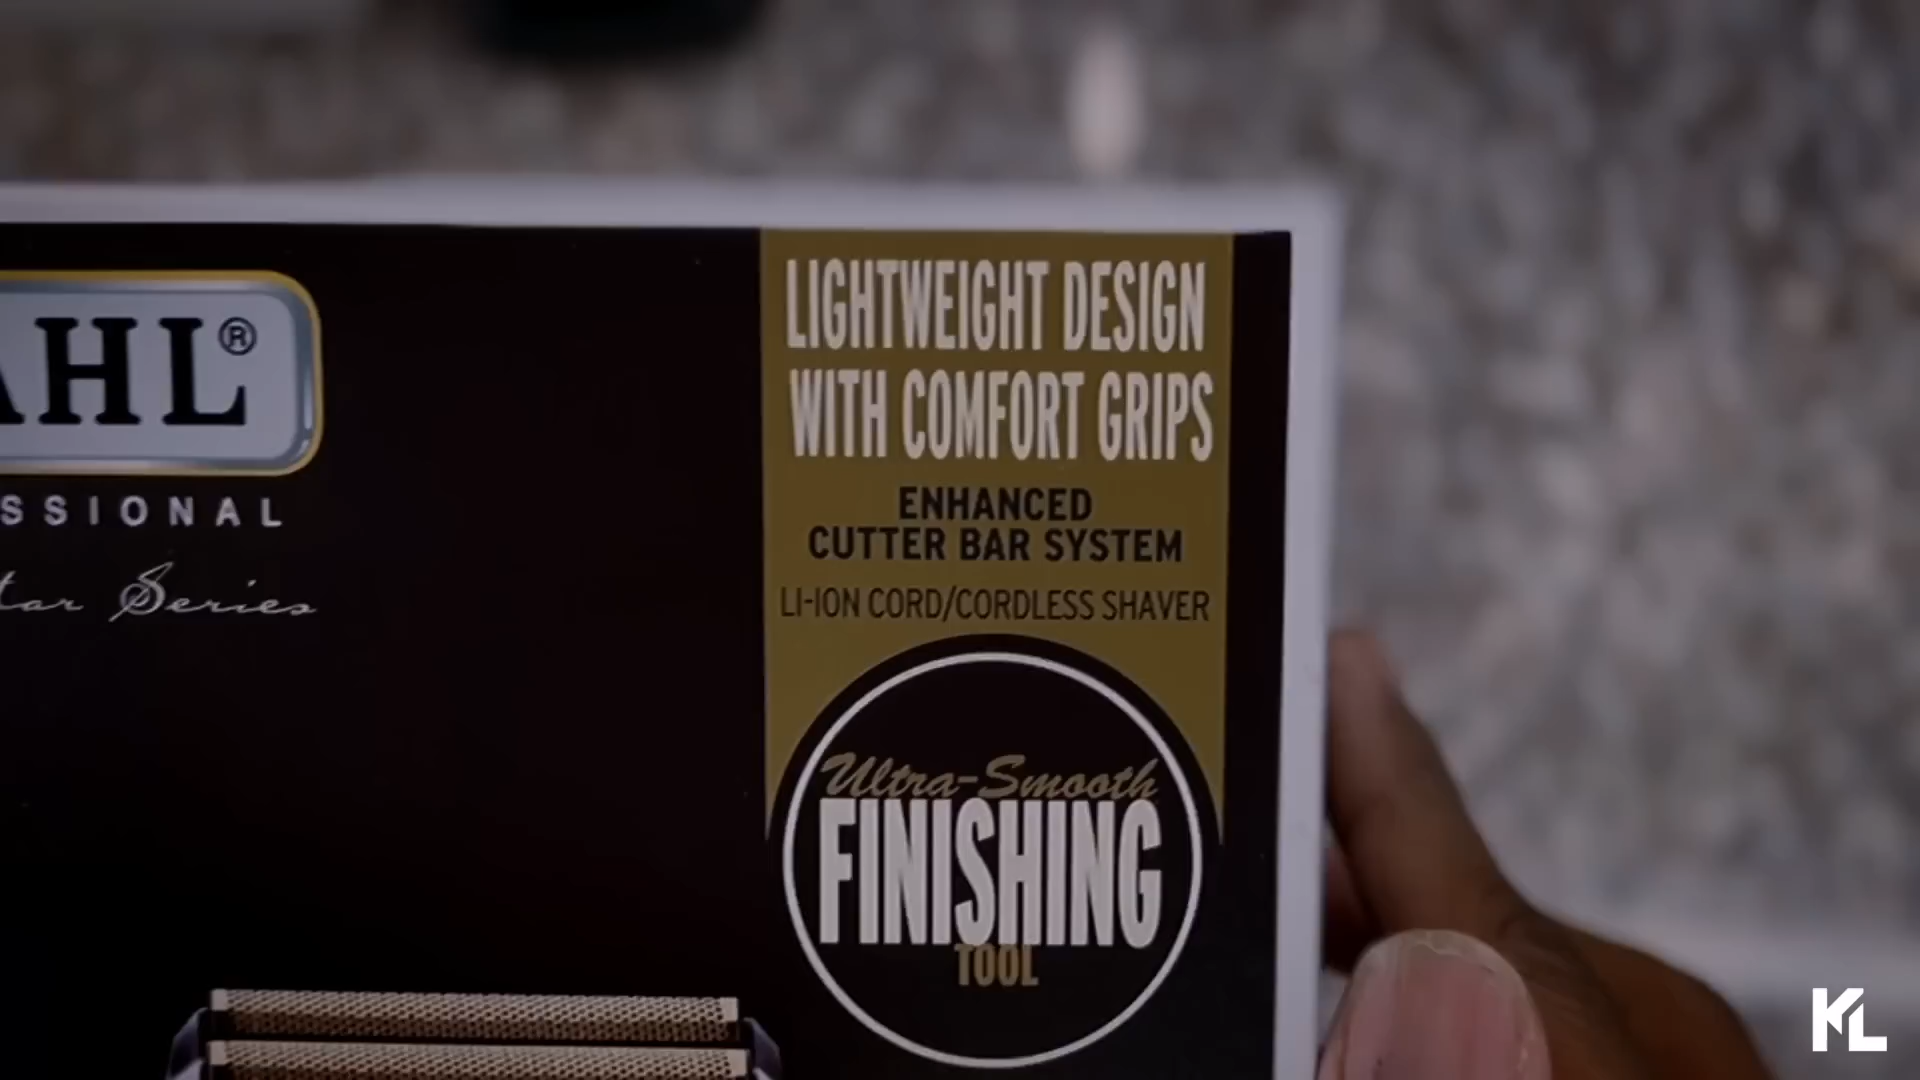 AHL®
SSIONAL
tar Series
LIGHTWEIGHT DESIGN
WITH COMFORT GRIPS
ENHANCED
CUTTER BAR SYSTEM
LI-ION CORD/CORDLESS SHAVER
Ultra-Smooth
FINISHING
TOOL
KL